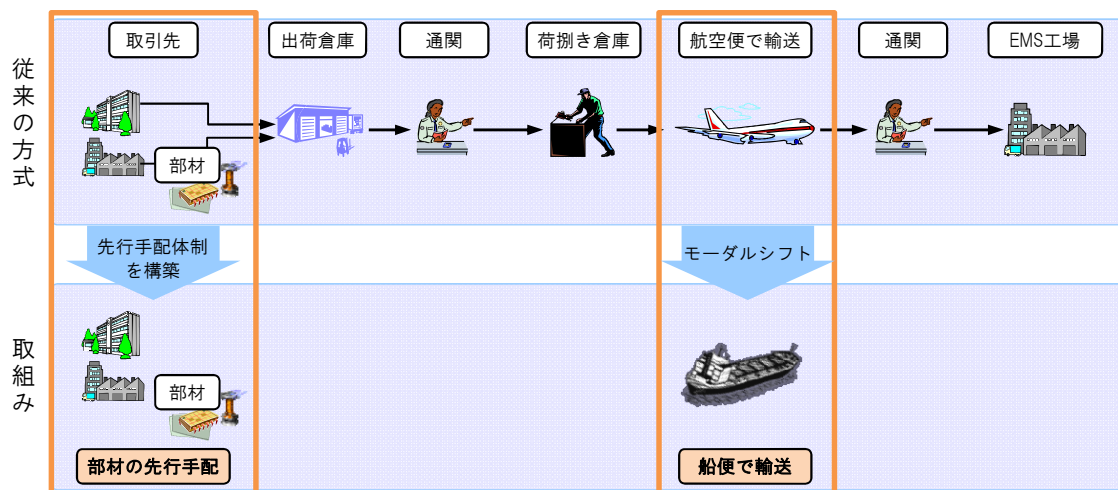 取引先
出荷倉庫
通関
荷捌き倉庫
航空便で輸送
通関
EMS工場
従来の方式
部材
先行手配体制
を構築
モーダルシフト
取組み
部材
部材の先行手配
船便で輸送